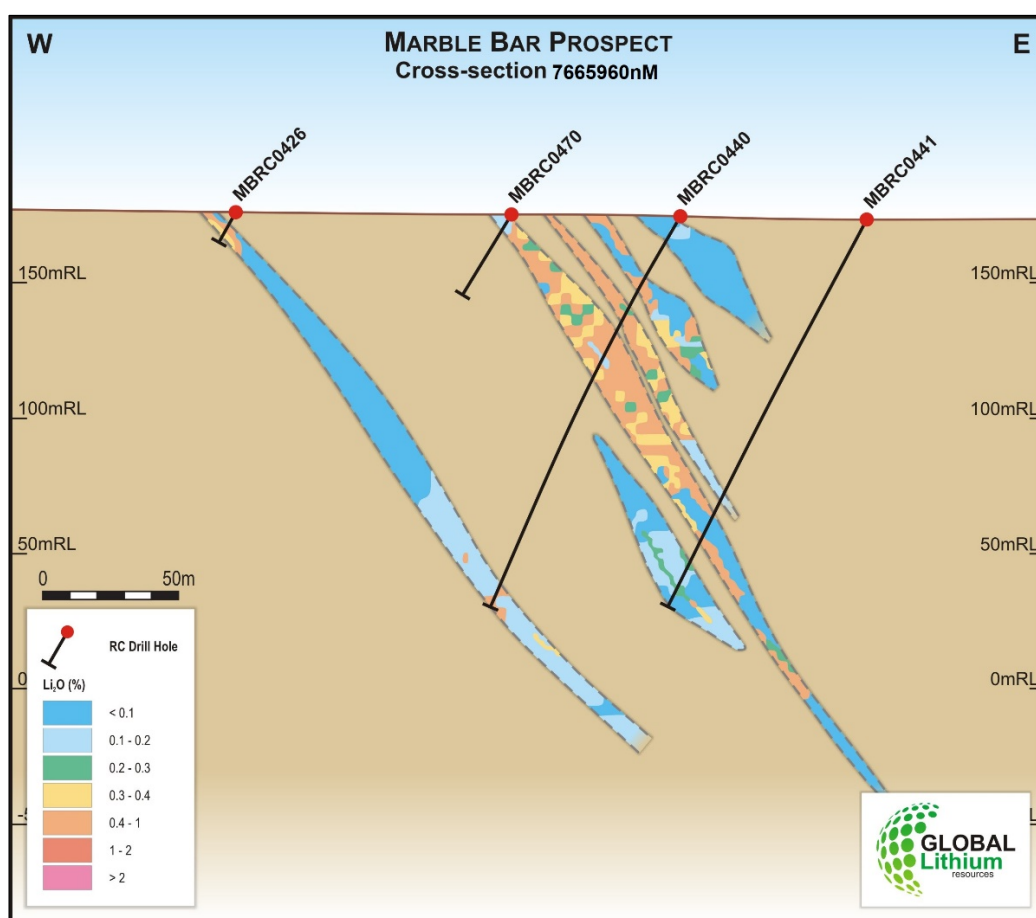 W
MARBLE BAR PROSPECT
E
Cross-section 7665960nM
MBRC0426
MBRC0470
MBRC0440
MBRC0441
150mRL
150mRL
100mRL
100mRL
50mRL
50mRL
0 50m
RC Drill Hole
Li₂O (%)
< 0.1
0.1 - 0.2
0.2 - 0.3
0.3 - 0.4
0.4 - 1
1 - 2
> 2
0mRL
GLOBAL
Lithium
resources